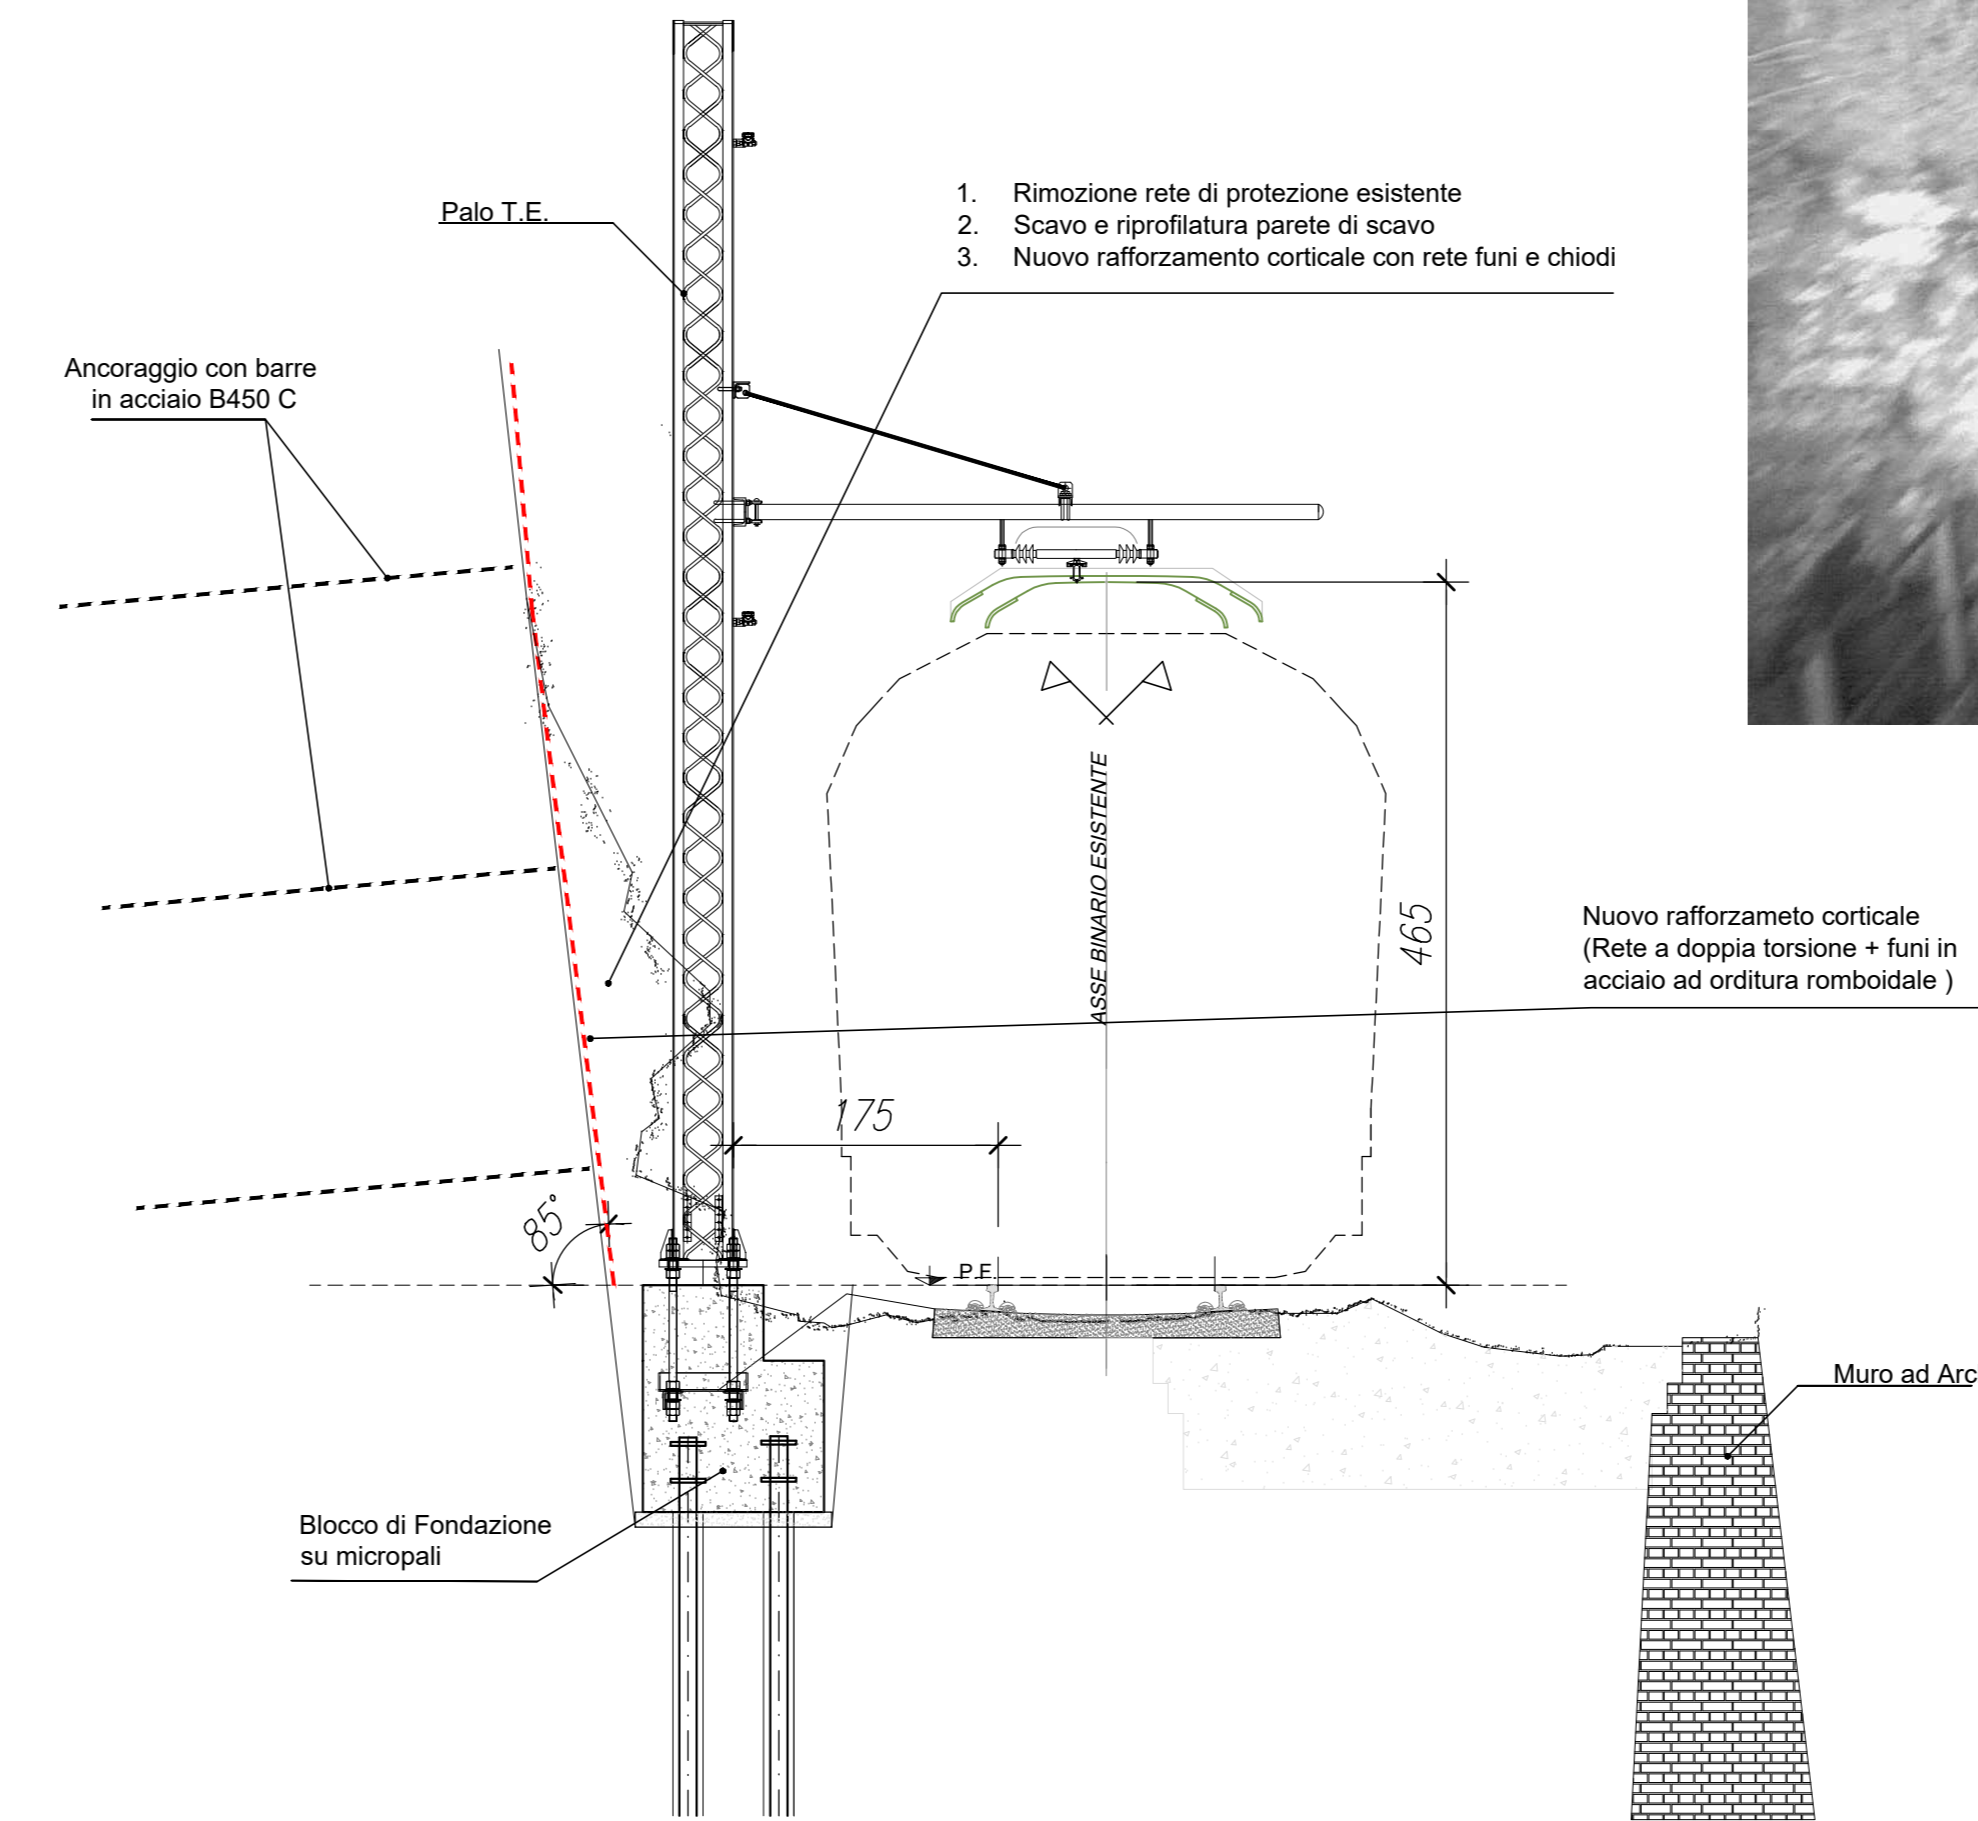 Palo T.E.
1. Rimozione rete di protezione esistente
2. Scavo e riprofilatura parete di scavo
3. Nuovo rafforzamento corticale con rete funi e chiodi
Ancoraggio con barre
in acciaio B450 C
ASSE BINARIO ESISTENTE
465
Nuovo rafforzameto corticale
(Rete a doppia torsione + funi in
acciaio ad orditura romboidale )
175
85°
P.F.
Muro ad Arc
Blocco di Fondazione
su micropali